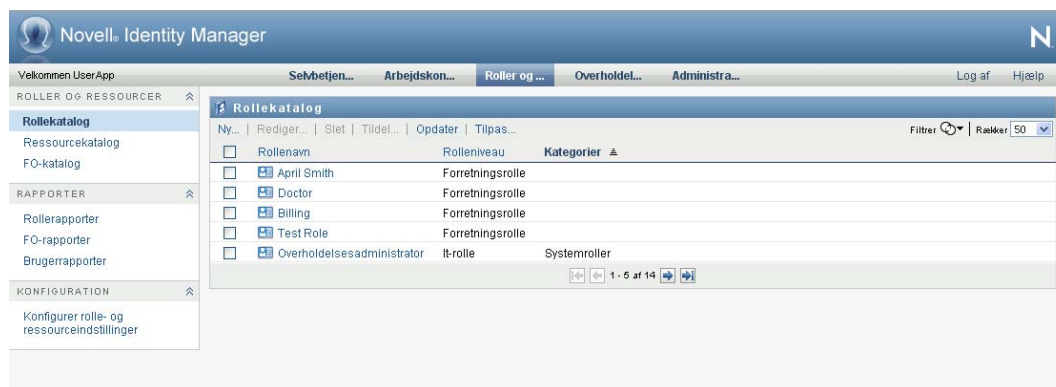 Novell® Identity Manager
N
Velkommen UserApp Selvbetjen... Arbejdskon... Roller og ... Overholdel... Administra... Log af Hjælp
ROLLER OG RESSOURCER
Rollekatalog
Ressourcekatalog
FO-katalog
RAPPORTER
Rollerapporter
FO-rapporter
Brugerrapporter
KONFIGURATION
Konfigurer rolle- og
ressourceindstillinger
Rollekatalog
Ny... | Rediger... | Slet | Tildel... | Opdater | Tilpas... Filtrer | Rækker 50
Rollenavn Rolleniveau Kategorier
April Smith Forretningsrolle
Doctor Forretningsrolle
Billing Forretningsrolle
Test Role Forretningsrolle
Overholdelsesadministrator It-rolle Systemroller
1 - 5 af 14